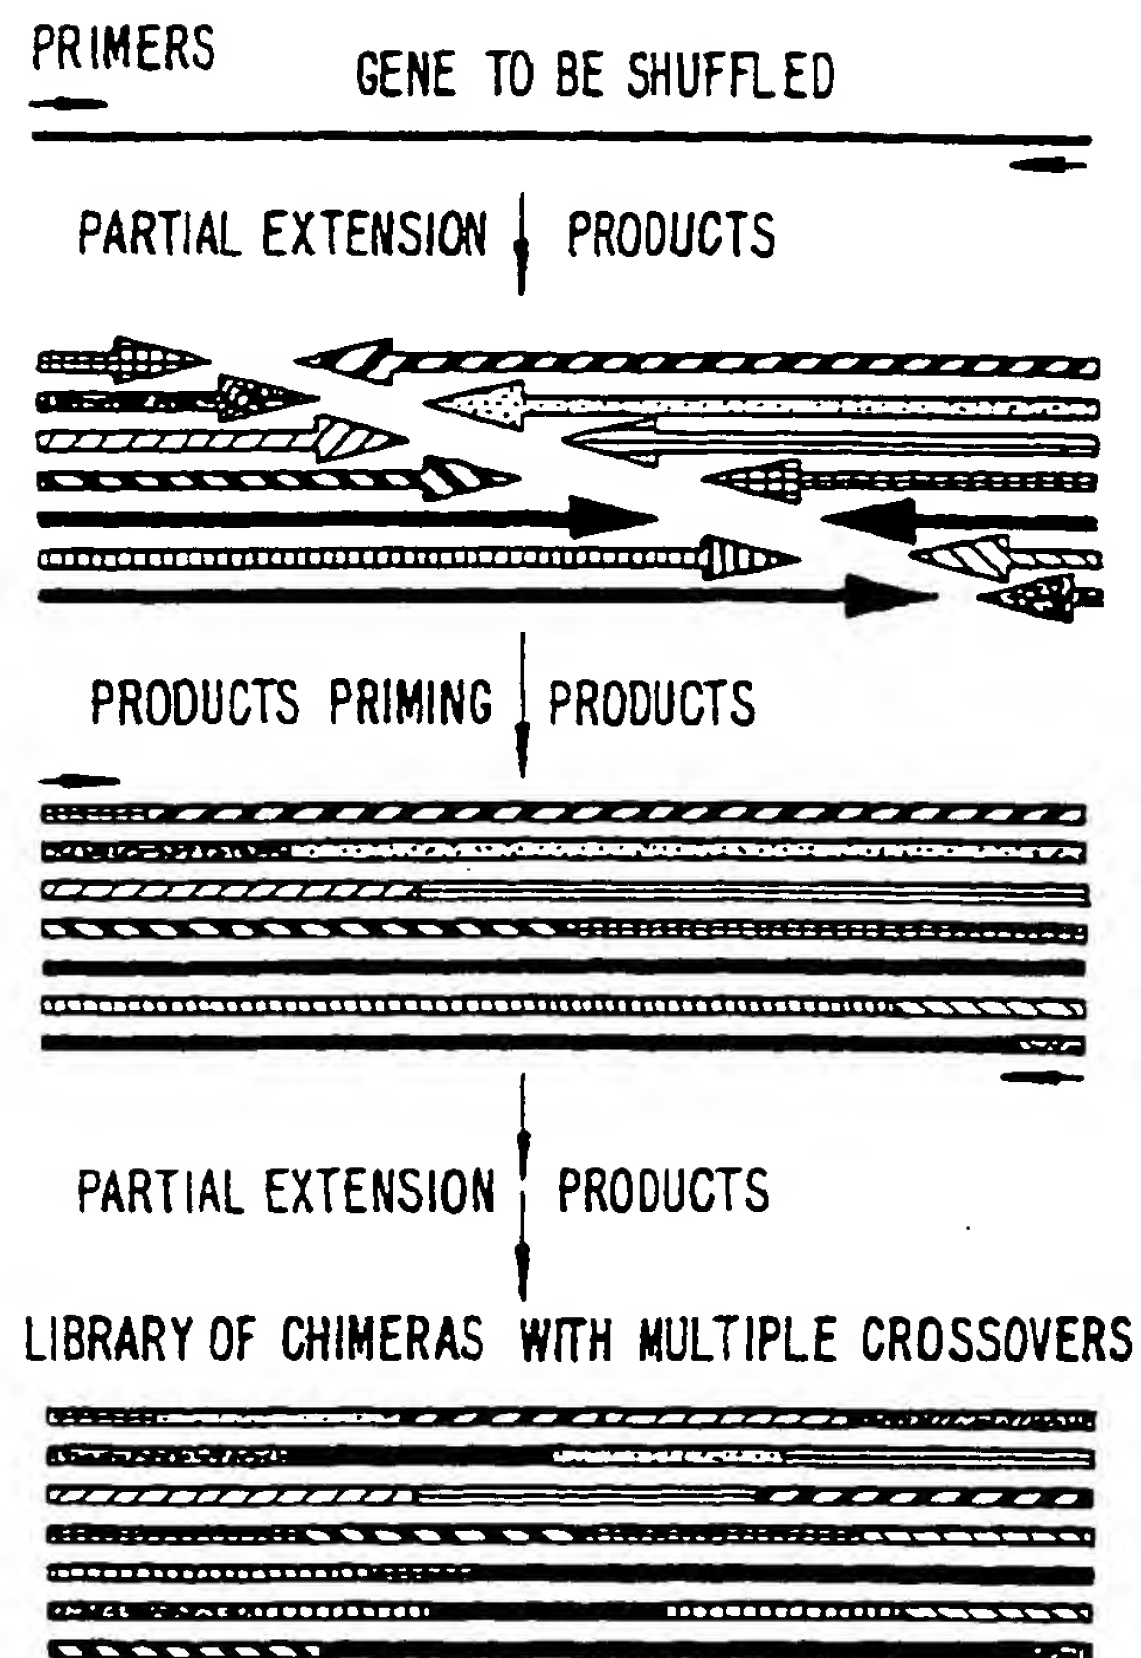 PRIMERS
GENE TO BE SHUFFLED
PARTIAL EXTENSION PRODUCTS
PRODUCTS PRIMING PRODUCTS
PARTIAL EXTENSION PRODUCTS
LIBRARY OF CHIMERAS WITH MULTIPLE CROSSOVERS